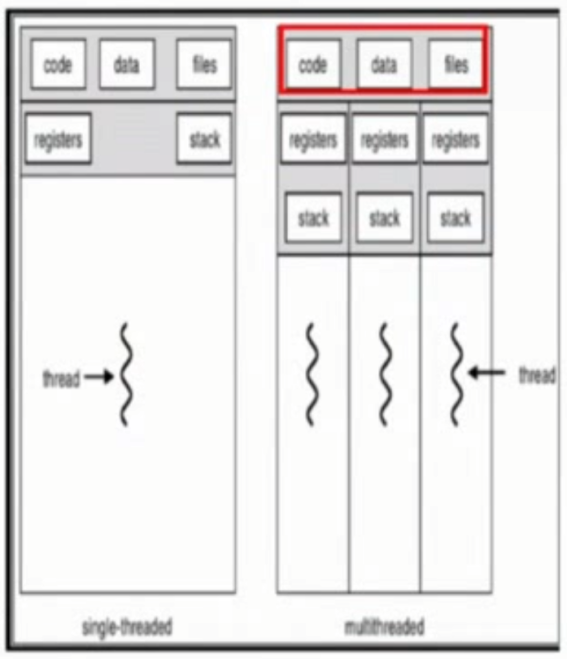 code data files code data files
registers stack registers registers registers
stack stack stack
thread thread
single-threaded multithreaded